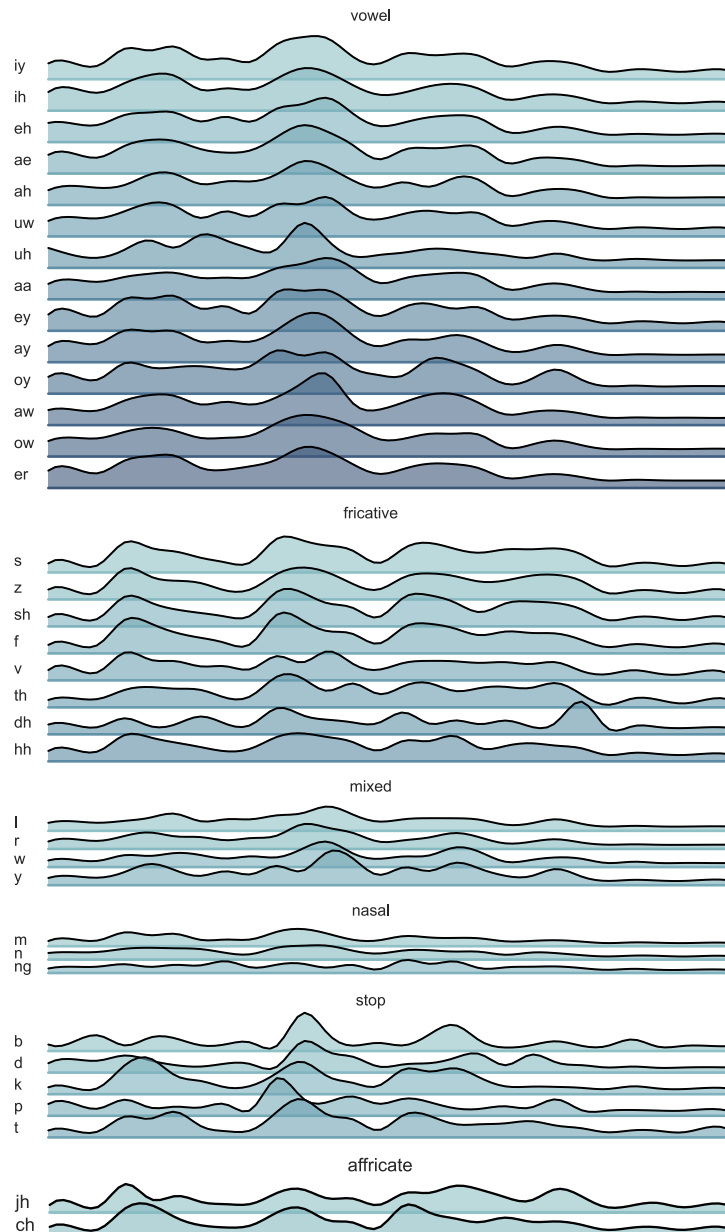 vowel
iy
ih
eh
ae
ah
uw
uh
aa
ey
ay
oy
aw
ow
er
fricative
s
z
sh
f
v
th
dh
hh
mixed
l
r
w
y
nasal
m
n
ng
stop
b
d
k
p
t
affricate
jh
ch